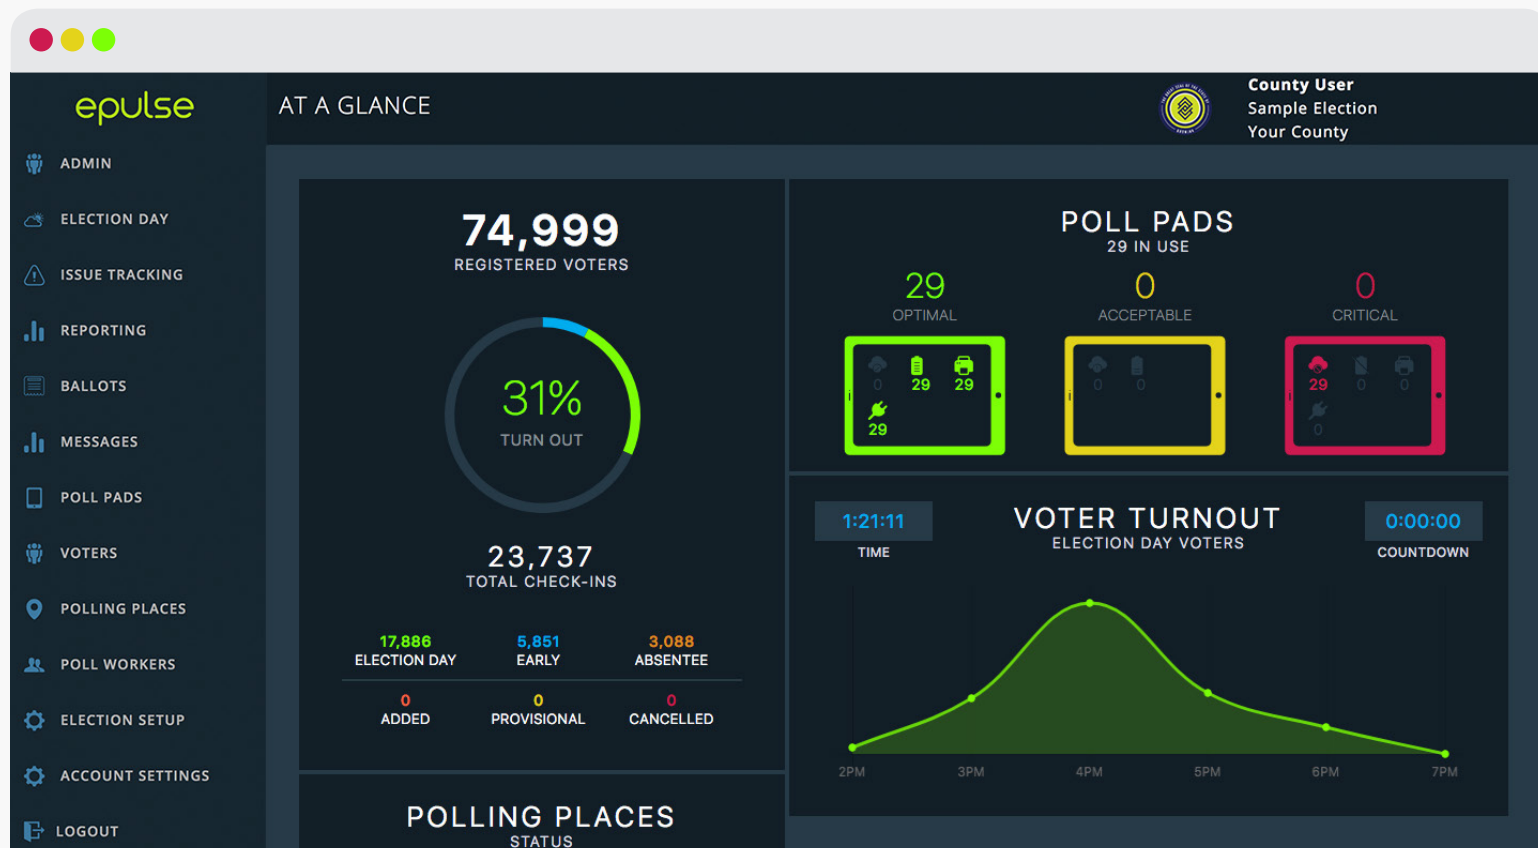 epulse
AT A GLANCE
County User
Sample Election
Your County
ADMIN
ELECTION DAY
ISSUE TRACKING
REPORTING
BALLOTS
MESSAGES
POLL PADS
VOTERS
POLLING PLACES
POLL WORKERS
ELECTION SETUP
ACCOUNT SETTINGS
LOGOUT
74,999
REGISTERED VOTERS
31%
TURN OUT
23,737
TOTAL CHECK-INS
17,886 5,851 3,088
ELECTION DAY EARLY ABSENTEE
0 0 0
ADDED PROVISIONAL CANCELLED
POLLING PLACES
STATUS
POLL PADS
29 IN USE
29 0 0
OPTIMAL ACCEPTABLE CRITICAL
0 29 29
29
0 0
29 0 0
0
1:21:11
TIME
VOTER TURNOUT
ELECTION DAY VOTERS
0:00:00
COUNTDOWN
2PM 3PM 4PM 5PM 6PM 7PM